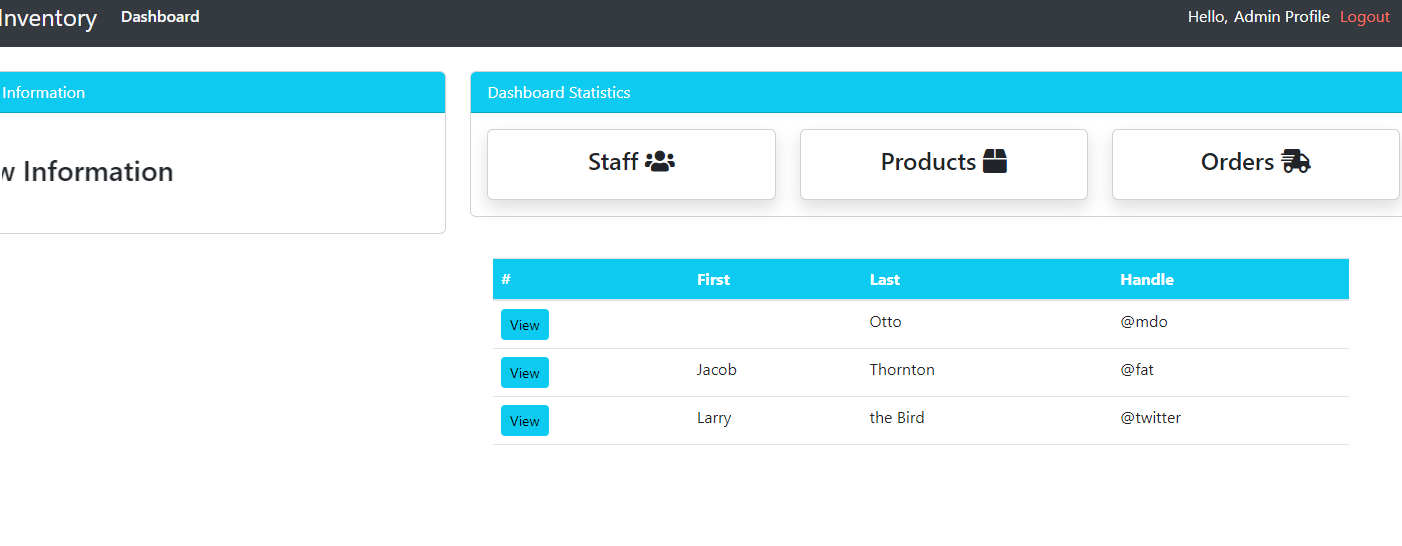 Inventory Dashboard Hello, Admin Profile Logout
Information
w Information
Dashboard Statistics
Staff
Products
Orders
# First Last Handle
View Otto @mdo
View Jacob Thornton @fat
View Larry the Bird @twitter